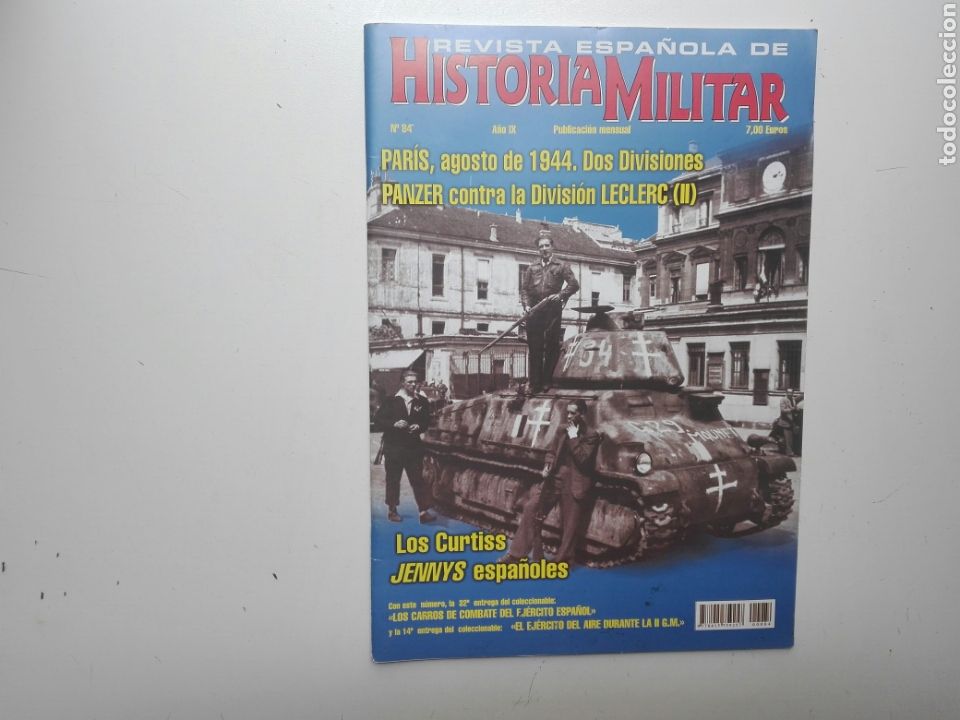 REVISTA ESPAÑOLA DE
HISTORIA MILITAR
Nº 84
Año IX
Publicación mensual
7,00 Euros
PARÍS, agosto de 1944. Dos Divisiones
PANZER contra la División LECLERC (II)
64
Los Curtiss
JENNYS españoles
Con este número, la 32ª entrega del coleccionable:
«LOS CARROS DE COMBATE DEL EJÉRCITO ESPAÑOL»
y la 14ª entrega del coleccionable: «EL EJÉRCITO DEL AIRE DURANTE LA II G.M.»
00084
todocoleccion